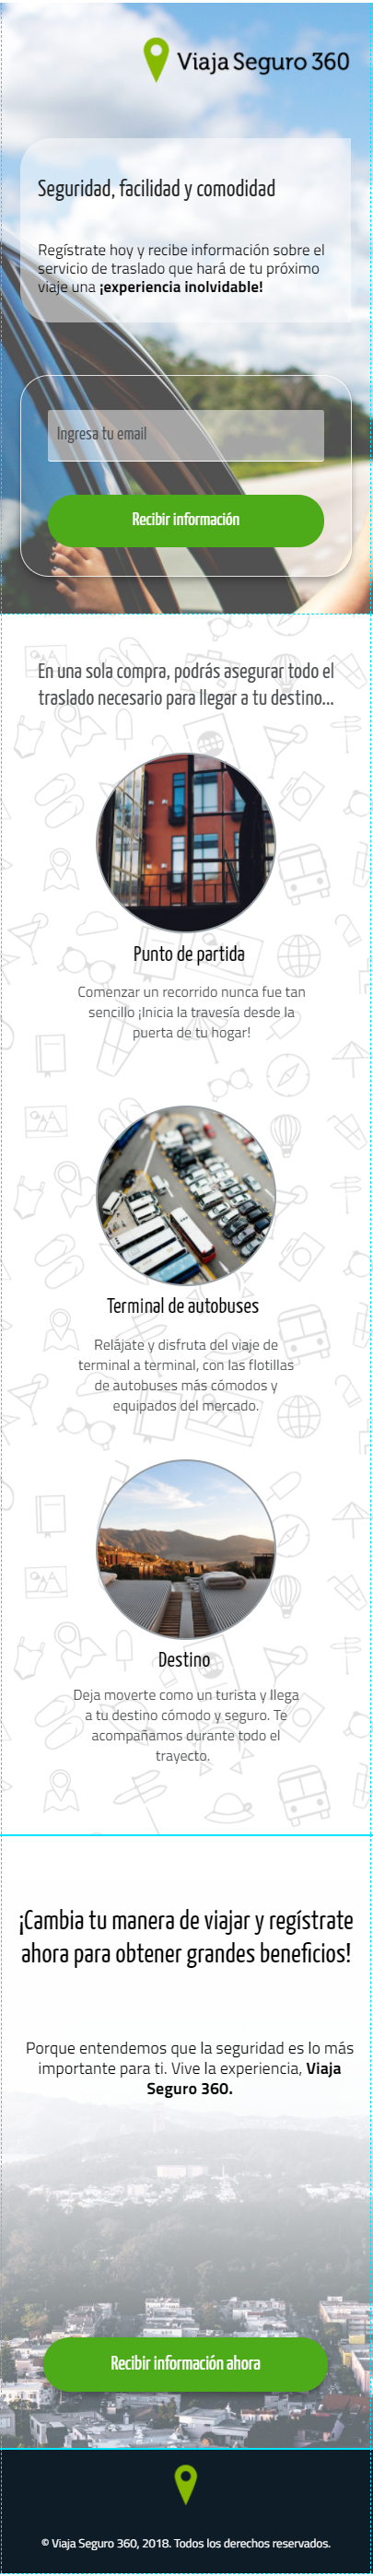 Viaja Seguro 360
Seguridad, facilidad y comodidad
Regístrate hoy y recibe información sobre el
servicio de traslado que hará de tu próximo
viaje una ¡experiencia inolvidable!
Ingresa tu email
Recibir información
En una sola compra, podrás asegurar todo el
traslado necesario para llegar a tu destino...
Punto de partida
Comenzar un recorrido nunca fue tan
sencillo ¡Inicia la travesía desde la
puerta de tu hogar!
Terminal de autobuses
Relájate y disfruta del viaje de
terminal a terminal, con las flotillas
de autobuses más cómodos y
equipados del mercado.
Destino
Deja moverte como un turista y llega
a tu destino cómodo y seguro. Te
acompañamos durante todo el
trayecto.
¡Cambia tu manera de viajar y regístrate
ahora para obtener grandes beneficios!
Porque entendemos que la seguridad es lo más
importante para ti. Vive la experiencia, Viaja
Seguro 360.
Recibir información ahora
© Viaja Seguro 360, 2018. Todos los derechos reservados.